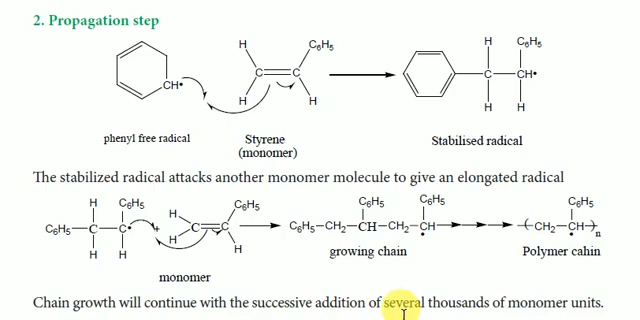 2. Propagation step
H C₆H₅ H C₆H₅
CH• C C C CH•
H H H H
phenyl free radical Styrene Stabilised radical
(monomer)
The stabilized radical attacks another monomer molecule to give an elongated radical
H C₆H₅ H C₆H₅ C₆H₅ C₆H₅ C₆H₅
C₆H₅-C-C• + C=C C₆H₅-CH₂-CH-CH₂-CH (CH₂-CH)n
H H H H growing chain Polymer cahin
monomer
Chain growth will continue with the successive addition of several thousands of monomer units.